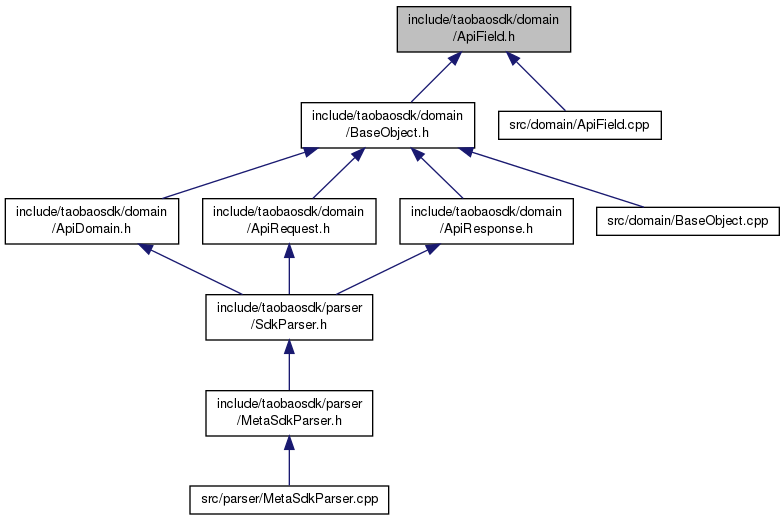 include/taobaosdk/domain
/ApiField.h
include/taobaosdk/domain
/BaseObject.h
src/domain/ApiField.cpp
include/taobaosdk/domain
/ApiDomain.h
include/taobaosdk/domain
/ApiRequest.h
include/taobaosdk/domain
/ApiResponse.h
src/domain/BaseObject.cpp
include/taobaosdk/parser
/SdkParser.h
include/taobaosdk/parser
/MetaSdkParser.h
src/parser/MetaSdkParser.cpp